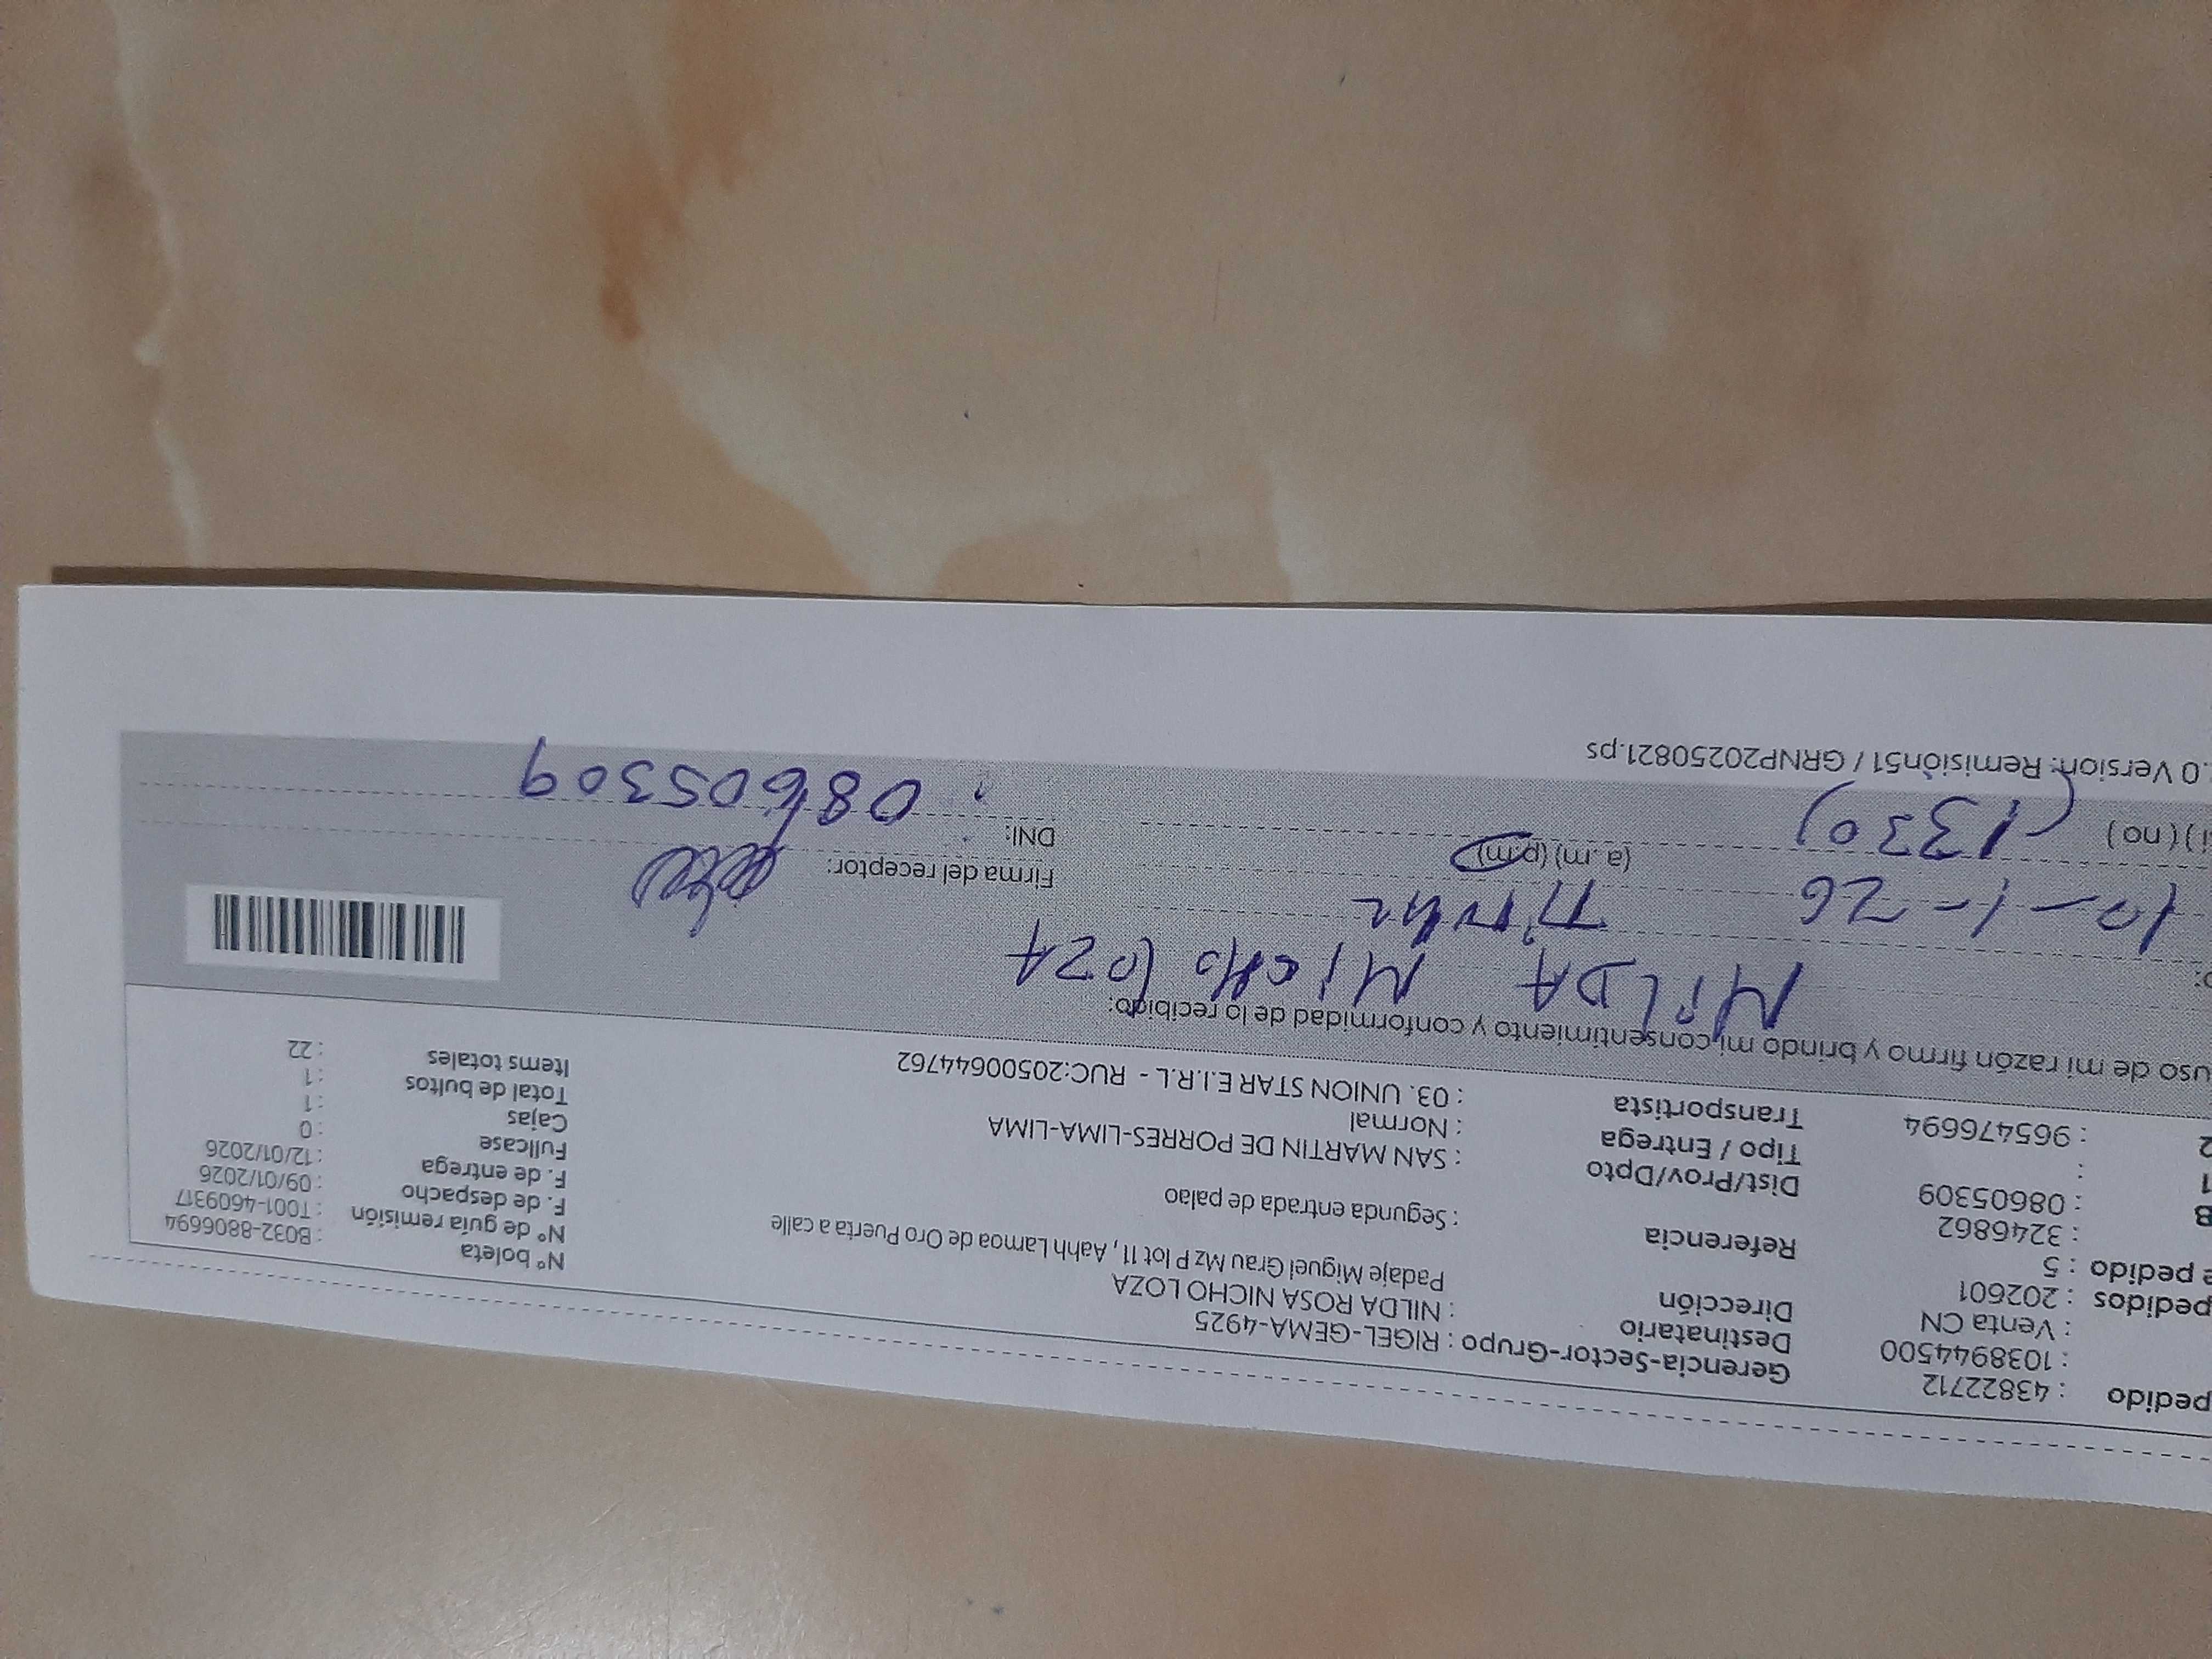 pedido : 43822712 Gerencia-Sector-Grupo : RIGEL-GEMA-4925
: 1038944500 Destinatario : NILDA ROSA NICHO LOZA
: Venta CN Dirección Padaje Miguel Grau Mz P lot 11, Aahh Lamoa de Oro Puerta a calle
pedidos : 202601
e pedido : 5 Referencia : Segunda entrada de palao
: 3246862
B : 08605309 Dist/Prov/Dpto : SAN MARTIN DE PORRES-LIMA-LIMA
1 : Tipo / Entrega : Normal
2 : 965476694 Transportista : 03. UNION STAR E.I.R.L - RUC:20500644762
Nº boleta : B032-8806694
Nº de guía remisión : T001-4609317
F. de despacho : 09/01/2026
F. de entrega : 12/01/2026
Fullcase : 0
Cajas : 1
Total de bultos : 1
Items totales : 22
uso de mi razón firmo y brindo mi consentimiento y conformidad de lo recibido:
NILDA NICHO LOZA
10-1-26 Firma del receptor:
(a.m) (p.m)
) ( no ) (1330) DNI: 08605309
.0 Version: Remisión51 / GRNP20250821.ps